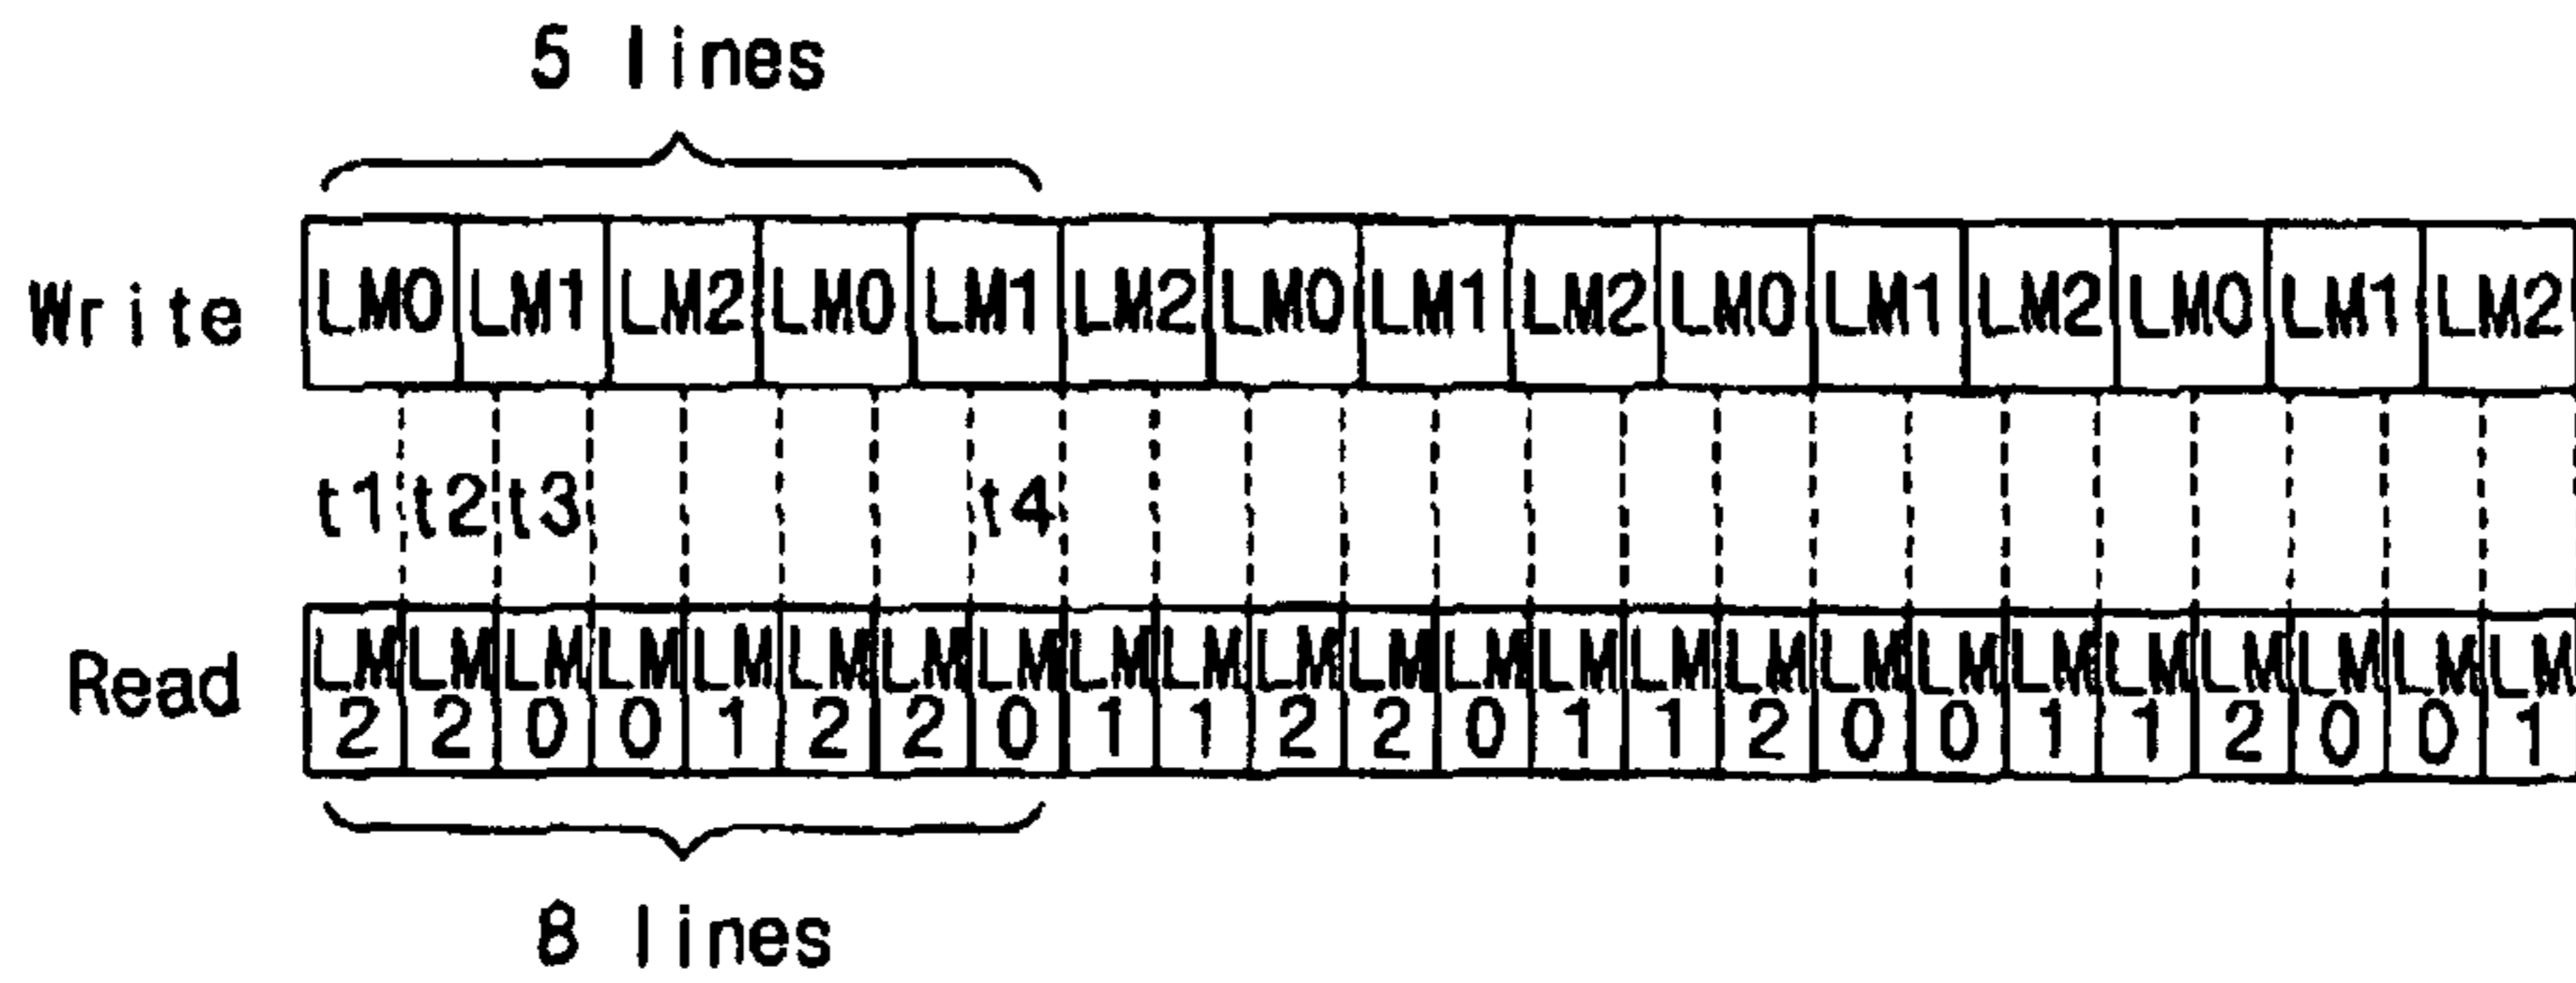 5 lines
Write LM0 LM1 LM2 LM0 LM1 LM2 LM0 LM1 LM2 LM0 LM1 LM2 LM0 LM1 LM2
t1 t2 t3 t4
Read LM LM LM LM LM LM LM LM LM LM LM LM LM LM LM LM LM LM LM LM LM LM LM LM
2 2 0 0 1 2 2 0 1 1 2 2 0 1 1 2 0 0 1 1 2 0 0 1
8 lines